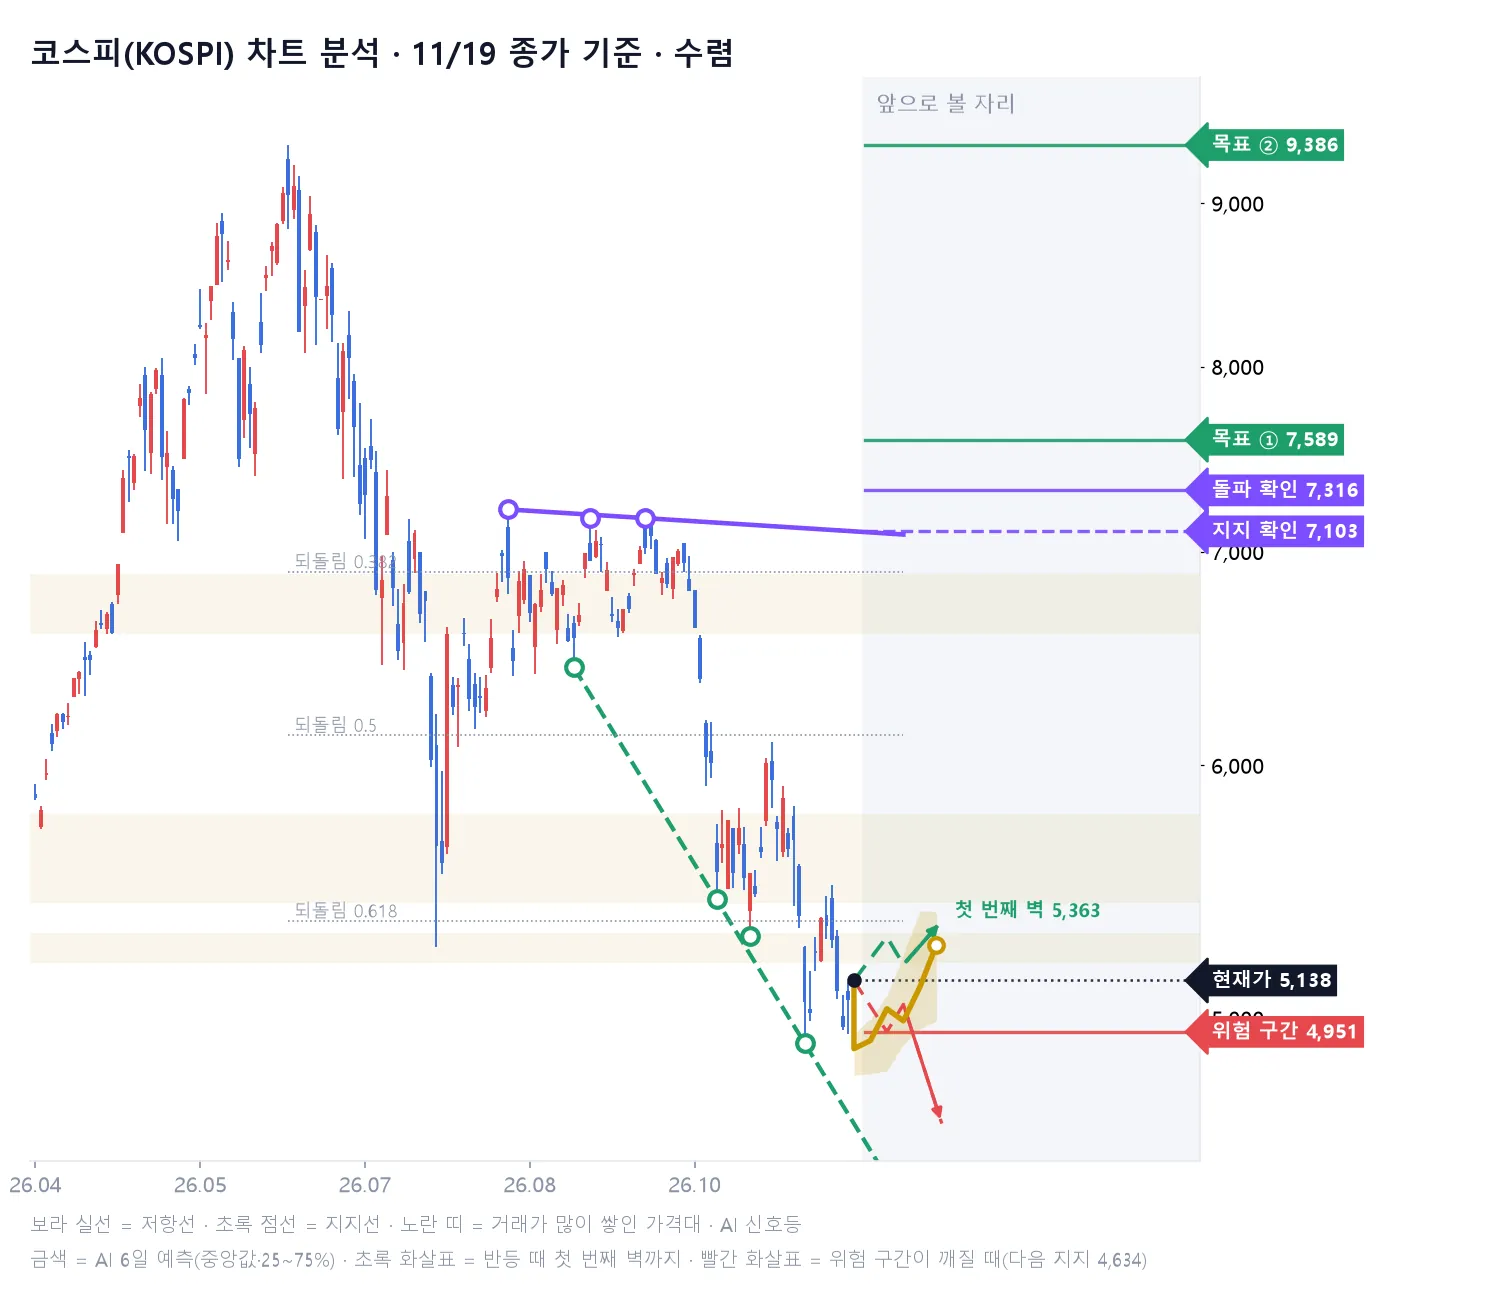 코스피(KOSPI) 차트 분석 · 11/19 종가 기준 · 수렴
앞으로 볼 자리
목표 ② 9,386
9,000
8,000
목표 ① 7,589
돌파 확인 7,316
지지 확인 7,103
7,000
되돌림 0.382
되돌림 0.5
6,000
되돌림 0.618
첫 번째 벽 5,363
현재가 5,138
5,000
위험 구간 4,951
26.04
26.05
26.07
26.08
26.10
보라 실선 = 저항선 · 초록 점선 = 지지선 · 노란 띠 = 거래가 많이 쌓인 가격대 · AI 신호등
금색 = AI 6일 예측(중앙값·25~75%) · 초록 화살표 = 반등 때 첫 번째 벽까지 · 빨간 화살표 = 위험 구간이 깨질 때(다음 지지 4,634)